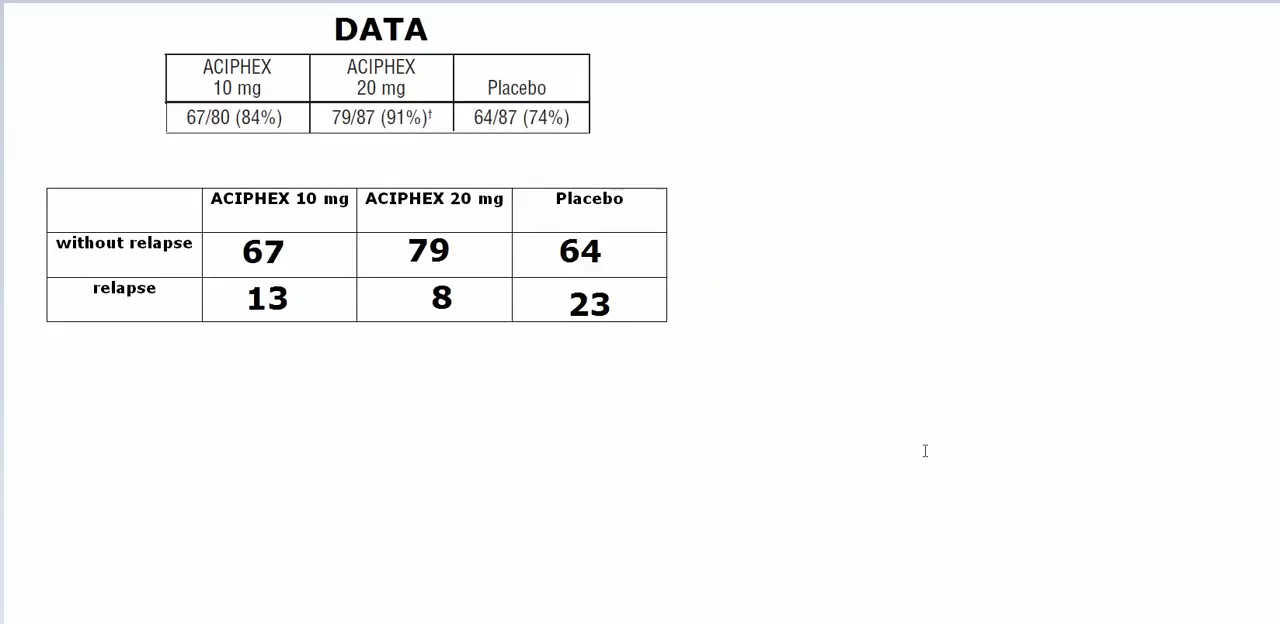 DATA
ACIPHEX 10 mg ACIPHEX 20 mg Placebo
67/80 (84%) 79/87 (91%)† 64/87 (74%)
ACIPHEX 10 mg ACIPHEX 20 mg Placebo
without relapse 67 79 64
relapse 13 8 23